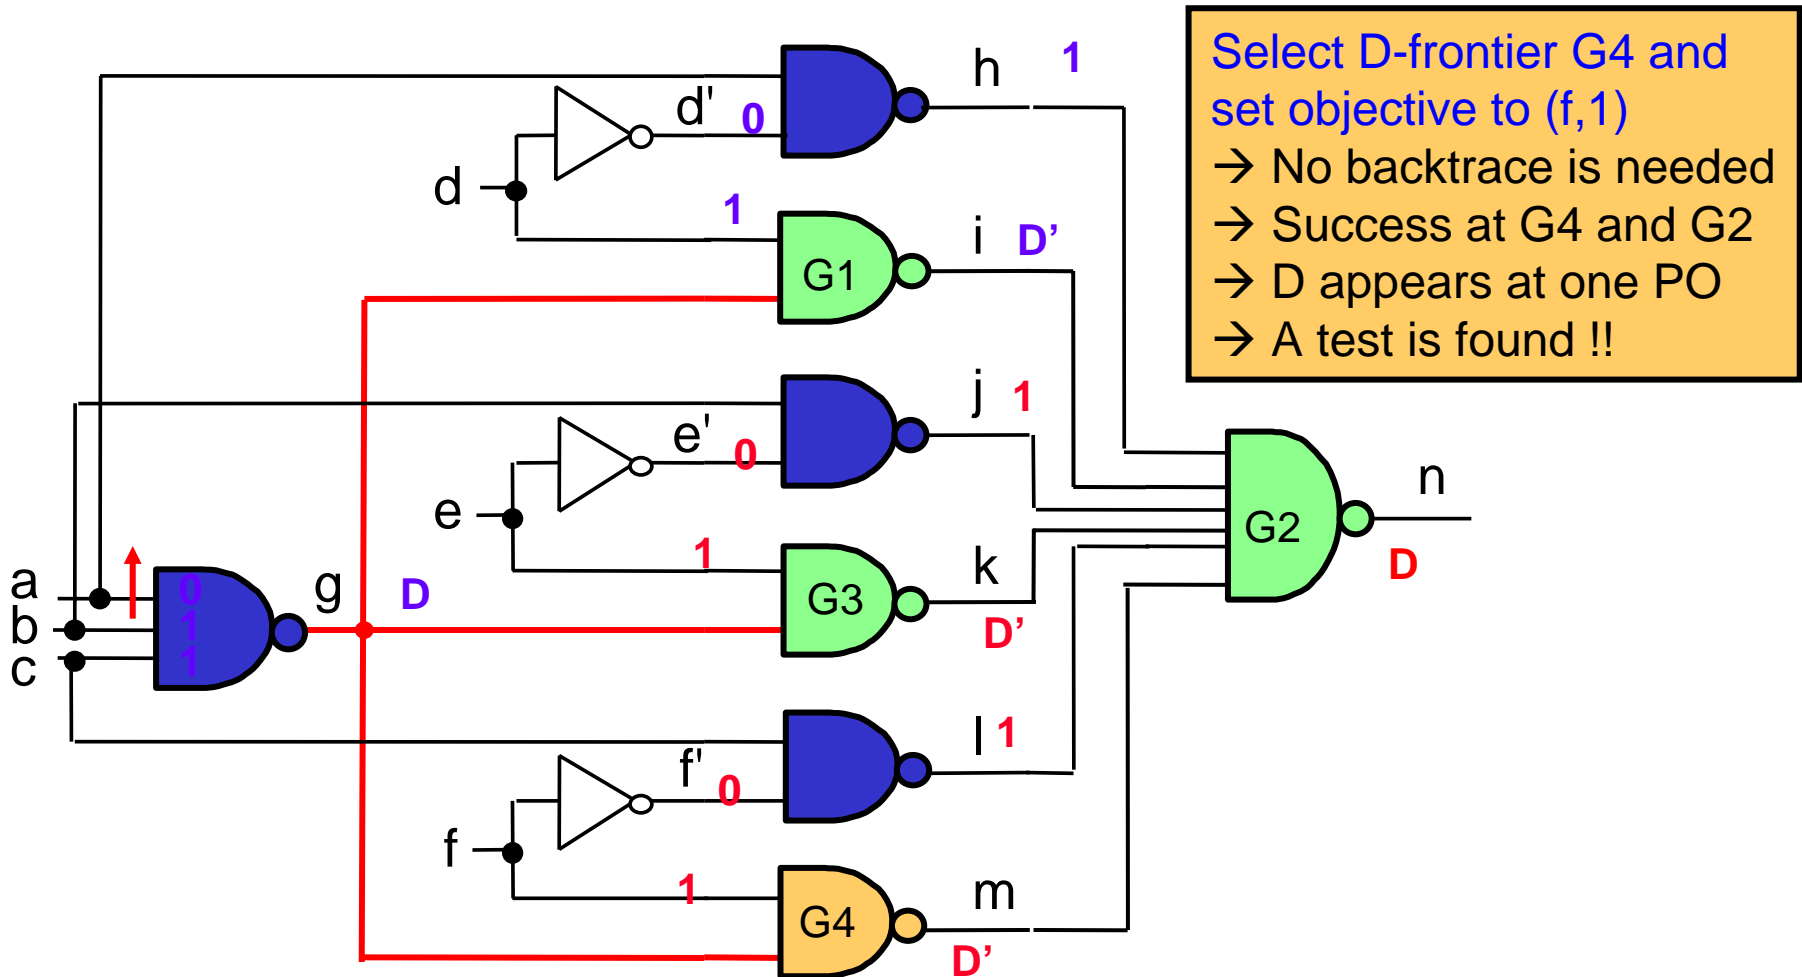 Select D-frontier G4 and
set objective to (f,1)
→ No backtrace is needed
→ Success at G4 and G2
→ D appears at one PO
→ A test is found !!
h 1
d' 0
d
1
i D’
G1
j 1
e' 0
e
1
k
G3
D’
n
G2
D
a 0
b 1
c 1
g D
l 1
f' 0
f
1
m
G4
D’